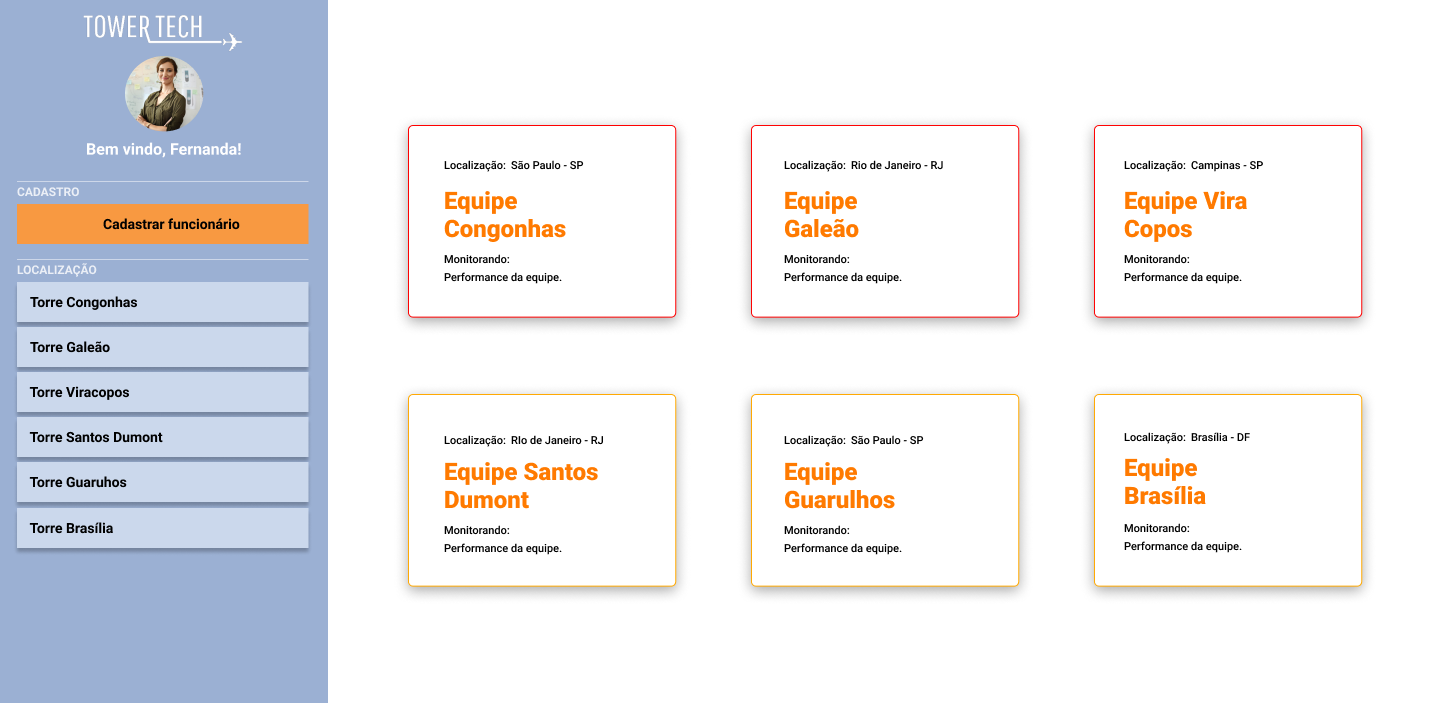 TOWER TECH
Bem vindo, Fernanda!
CADASTRO
Cadastrar funcionário
LOCALIZAÇÃO
Torre Congonhas
Torre Galeão
Torre Viracopos
Torre Santos Dumont
Torre Guaruhos
Torre Brasília
Localização: São Paulo - SP
Equipe
Congonhas
Monitorando:
Performance da equipe.
Localização: Rio de Janeiro - RJ
Equipe
Galeão
Monitorando:
Performance da equipe.
Localização: Campinas - SP
Equipe Vira
Copos
Monitorando:
Performance da equipe.
Localização: RIo de Janeiro - RJ
Equipe Santos
Dumont
Monitorando:
Performance da equipe.
Localização: São Paulo - SP
Equipe
Guarulhos
Monitorando:
Performance da equipe.
Localização: Brasília - DF
Equipe
Brasília
Monitorando:
Performance da equipe.